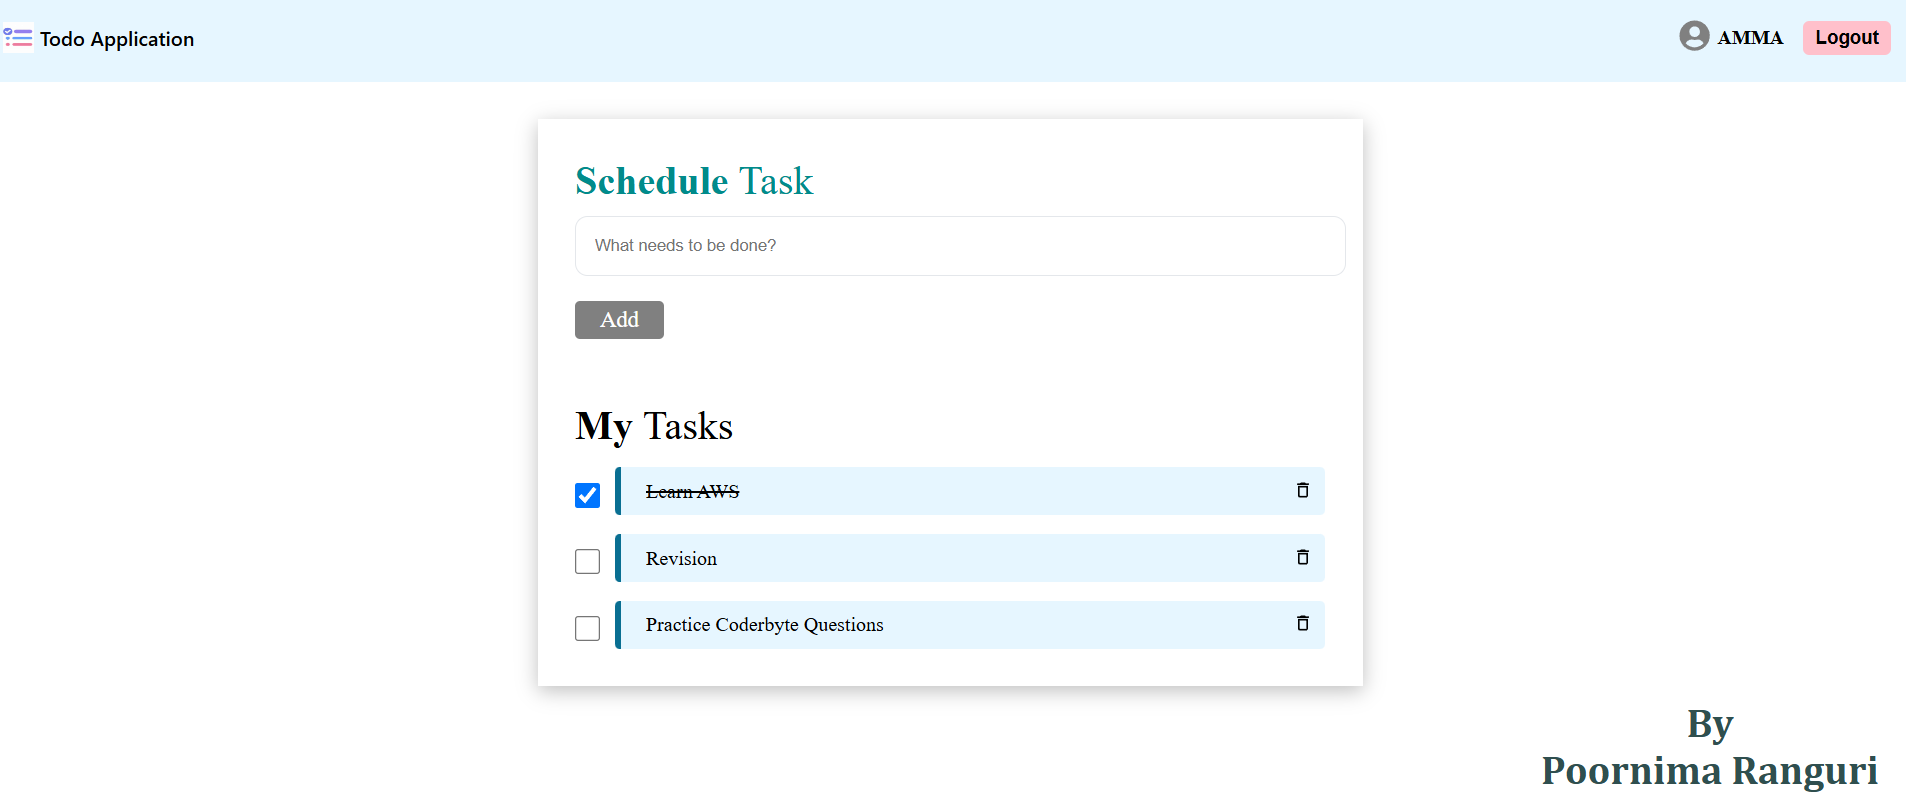 Todo Application
AMMA
Logout
Schedule Task
What needs to be done?
Add
My Tasks
Learn AWS
Revision
Practice Coderbyte Questions
By
Poornima Ranguri